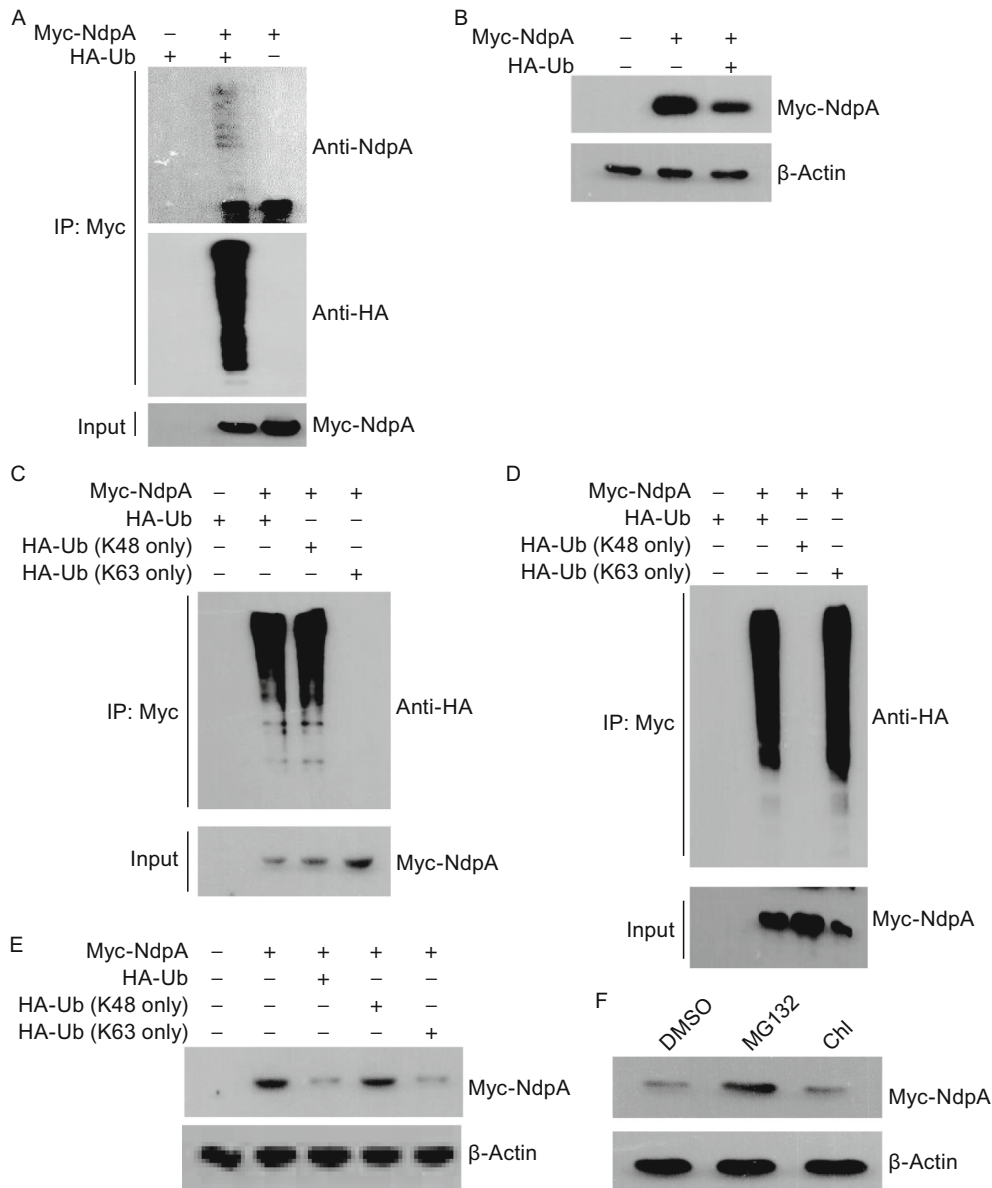 A
Myc-NdpA – + +
HA-Ub + + –
Anti-NdpA
IP: Myc
Anti-HA
Input Myc-NdpA
B
Myc-NdpA – + +
HA-Ub – – +
Myc-NdpA
β-Actin
C
Myc-NdpA – + + +
HA-Ub + + – –
HA-Ub (K48 only) – – + –
HA-Ub (K63 only) – – – +
IP: Myc Anti-HA
Input Myc-NdpA
D
Myc-NdpA – + + +
HA-Ub + + – –
HA-Ub (K48 only) – – + –
HA-Ub (K63 only) – – – +
IP: Myc Anti-HA
Input Myc-NdpA
E
Myc-NdpA – + + + +
HA-Ub – – + – –
HA-Ub (K48 only) – – – + –
HA-Ub (K63 only) – – – – +
Myc-NdpA
β-Actin
F
DMSO MG132 Chl
Myc-NdpA
β-Actin